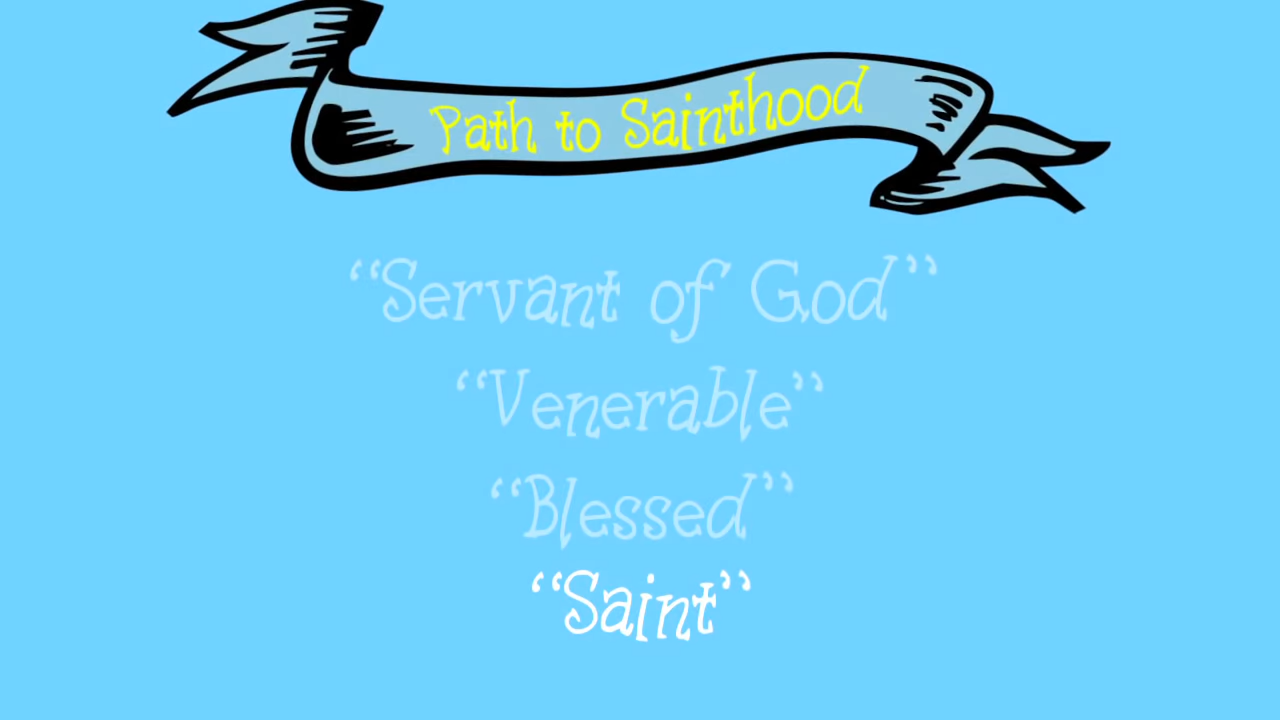 Path to Sainthood
“Servant of God”
“Venerable”
“Blessed”
“Saint”